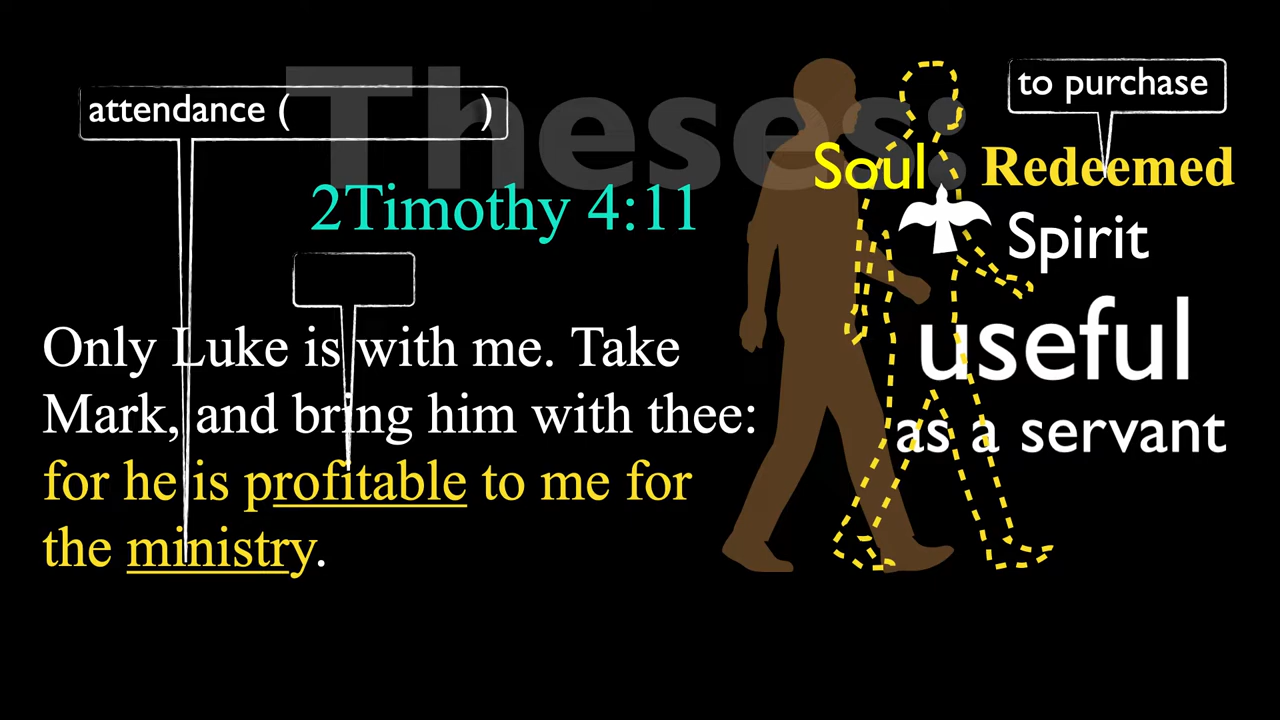 Theses:
attendance (                    )
to purchase
2Timothy 4:11
Soul
Redeemed
Spirit
useful
as a servant
Only Luke is with me. Take
Mark, and bring him with thee:
for he is profitable to me for
the ministry.